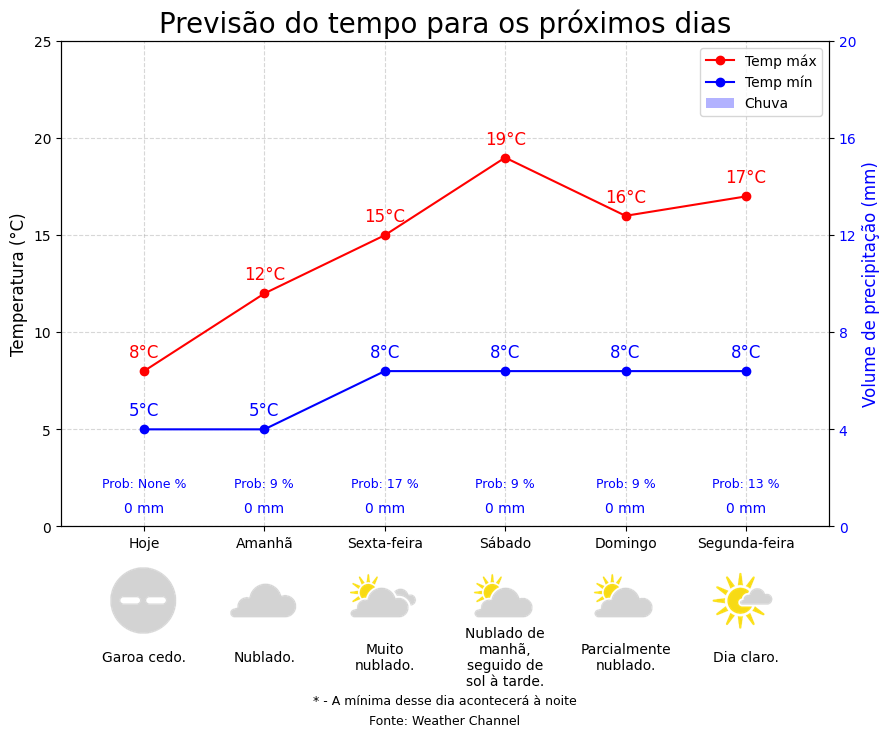 Previsão do tempo para os próximos dias
25
20
15
10
5
0
Temperatura (°C)
20
16
12
8
4
0
Volume de precipitação (mm)
Temp máx
Temp mín
Chuva
8°C
12°C
15°C
19°C
16°C
17°C
5°C
5°C
8°C
8°C
8°C
8°C
Prob: None %
Prob: 9 %
Prob: 17 %
Prob: 9 %
Prob: 9 %
Prob: 13 %
0 mm
0 mm
0 mm
0 mm
0 mm
0 mm
Hoje
Amanhã
Sexta-feira
Sábado
Domingo
Segunda-feira
Garoa cedo.
Nublado.
Muito
nublado.
Nublado de
manhã,
seguido de
sol à tarde.
Parcialmente
nublado.
Dia claro.
* - A mínima desse dia acontecerá à noite
Fonte: Weather Channel